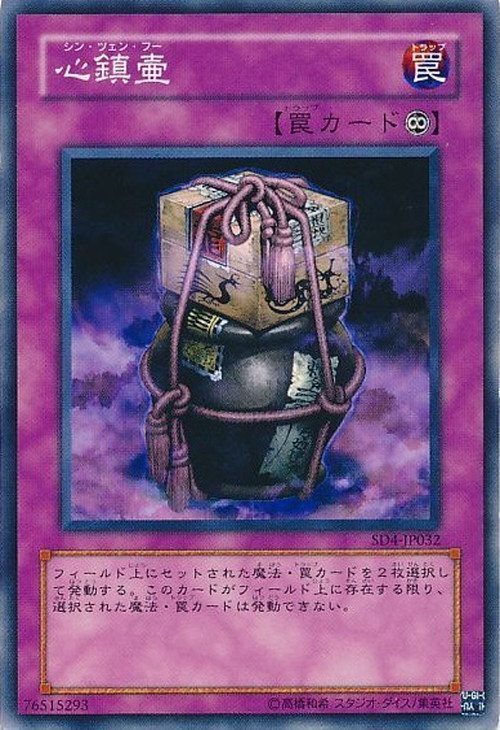 シン・ツェン・フー
心鎮壷
トラップ
罠
トラップ
【罠カード∞】
SD4-JP032
フィールド上にセットされた魔法・罠カードを２枚選択し
て発動する。このカードがフィールド上に存在する限り、
選択された魔法・罠カードは発動できない。
76515293
©高橋和希 スタジオ・ダイス/集英社